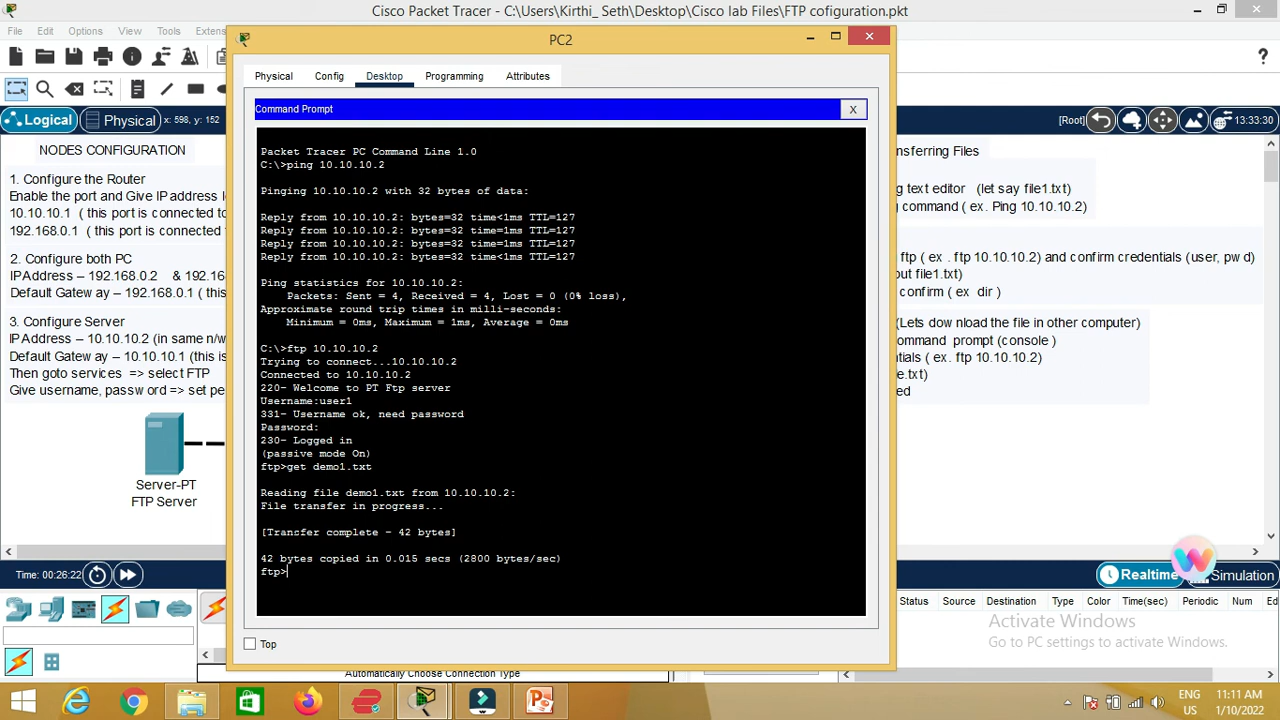 Cisco Packet Tracer - C:\Users\Kirthi_ Seth\Desktop\Cisco lab Files\FTP cofiguration.pkt
File Edit Options View Tools Exten
PC2
Physical Config Desktop Programming Attributes
Logical Physical x: 598, y: 152
[Root] 13:33:30
Command Prompt X
NODES CONFIGURATION
1. Configure the Router
Enable the port and Give IP address
10.10.10.1 ( this port is connected to
192.168.0.1 ( this port is connected
2. Configure both PC
IP Address – 192.168.0.2 & 192.16
Default Gatew ay - 192.168.0.1 ( this
3. Configure Server
IP Address – 10.10.10.2 (in same n/w
Default Gatew ay – 10.10.10.1 (this is
Then goto services => select FTP
Give username, passw ord => set pe
Server-PT
FTP Server
Packet Tracer PC Command Line 1.0
C:\>ping 10.10.10.2
Pinging 10.10.10.2 with 32 bytes of data:
Reply from 10.10.10.2: bytes=32 time<1ms TTL=127
Reply from 10.10.10.2: bytes=32 time<1ms TTL=127
Reply from 10.10.10.2: bytes=32 time=1ms TTL=127
Reply from 10.10.10.2: bytes=32 time<1ms TTL=127
Ping statistics for 10.10.10.2:
Packets: Sent = 4, Received = 4, Lost = 0 (0% loss),
Approximate round trip times in milli-seconds:
Minimum = 0ms, Maximum = 1ms, Average = 0ms
C:\>ftp 10.10.10.2
Trying to connect...10.10.10.2
Connected to 10.10.10.2
220- Welcome to PT Ftp server
Username:user1
331- Username ok, need password
Password:
230- Logged in
(passive mode On)
ftp>get demo1.txt
Reading file demo1.txt from 10.10.10.2:
File transfer in progress...
[Transfer complete - 42 bytes]
42 bytes copied in 0.015 secs (2800 bytes/sec)
ftp>
Top
nsferring Files
g text editor (let say file1.txt)
g command ( ex. Ping 10.10.10.2)
ftp ( ex . ftp 10.10.10.2) and confirm credentials (user, pw d)
put file1.txt)
confirm (ex dir )
(Lets dow nload the file in other computer)
ommand prompt (console )
entials ( ex. ftp 10.10.10.2)
e.txt)
ed
Time: 00:26:22
Realtime Simulation
Status Source Destination Type Color Time(sec) Periodic Num Ed
Activate Windows
Go to PC settings to activate Windows.
Automatically Choose Connection Type
ENG
US
11:11 AM
1/10/2022